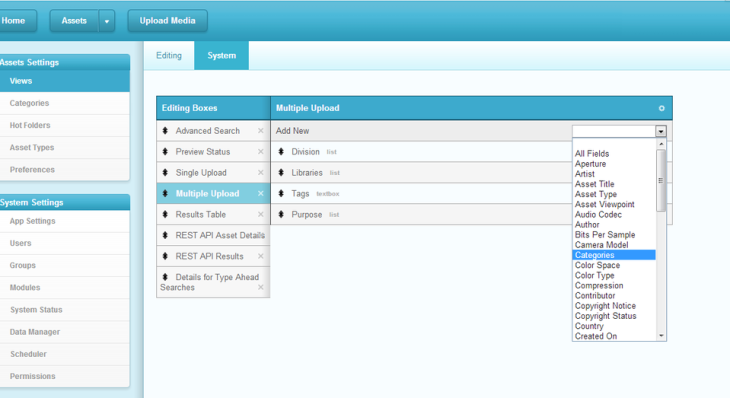 Home
Assets
Upload Media
Assets Settings
Views
Categories
Hot Folders
Asset Types
Preferences
System Settings
App Settings
Users
Groups
Modules
System Status
Data Manager
Scheduler
Permissions
Editing
System
Editing Boxes
Advanced Search
Preview Status
Single Upload
Multiple Upload
Results Table
REST API Asset Details
REST API Results
Details for Type Ahead
Searches
Multiple Upload
Add New
Division list
Libraries list
Tags textbox
Purpose list
All Fields
Aperture
Artist
Asset Title
Asset Type
Asset Viewpoint
Audio Codec
Author
Bits Per Sample
Camera Model
Categories
Color Space
Color Type
Compression
Contributor
Copyright Notice
Copyright Status
Country
Created On